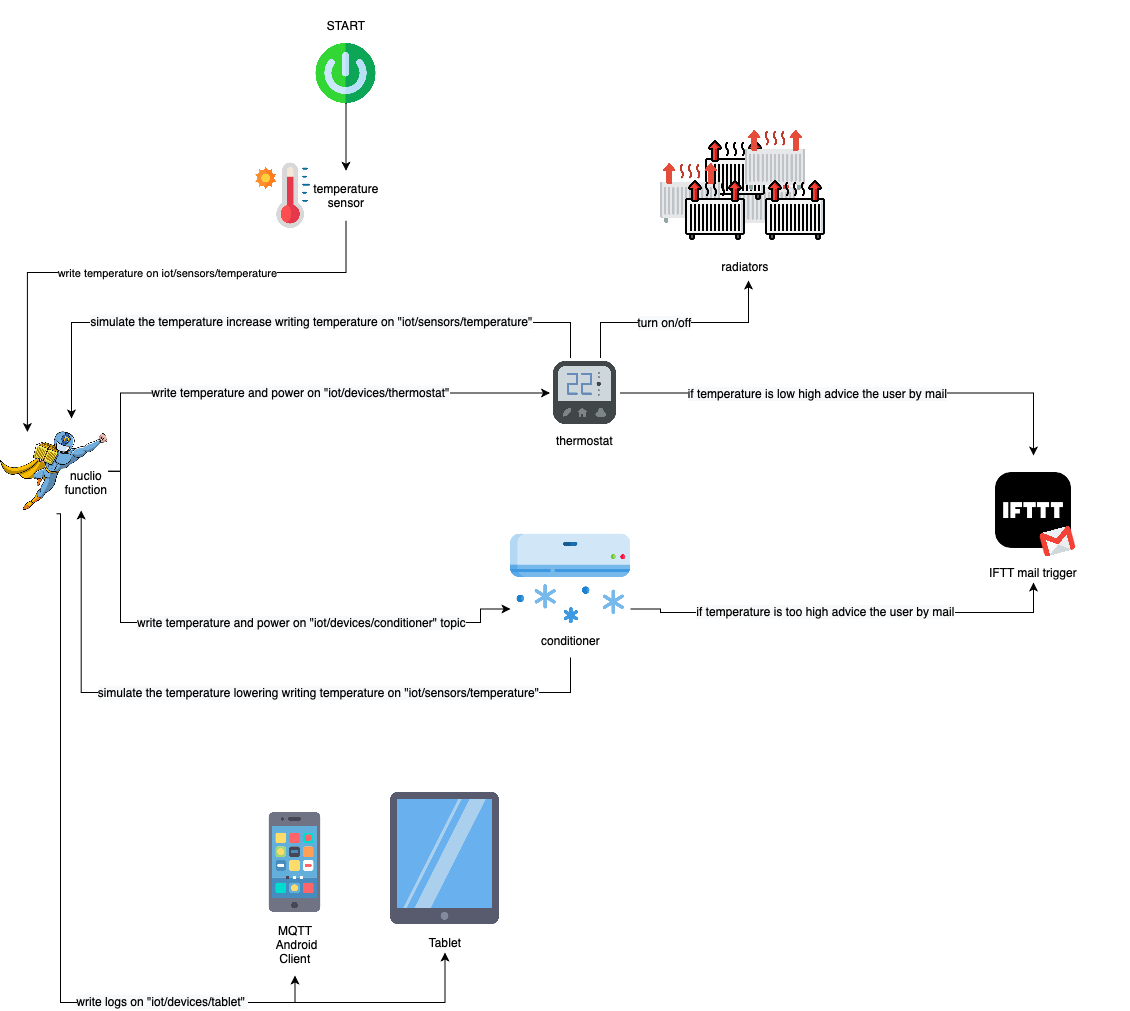 START
temperature
sensor
write temperature on iot/sensors/temperature
radiators
simulate the temperature increase writing temperature on "iot/sensors/temperature"
turn on/off
22
write temperature and power on "iot/devices/thermostat"
if temperature is low high advice the user by mail
thermostat
nuclio
function
IFTTT
IFTT mail trigger
write temperature and power on "iot/devices/conditioner" topic
if temperature is too high advice the user by mail
conditioner
simulate the temperature lowering writing temperature on "iot/sensors/temperature"
MQTT
Android
Client
Tablet
write logs on "iot/devices/tablet"